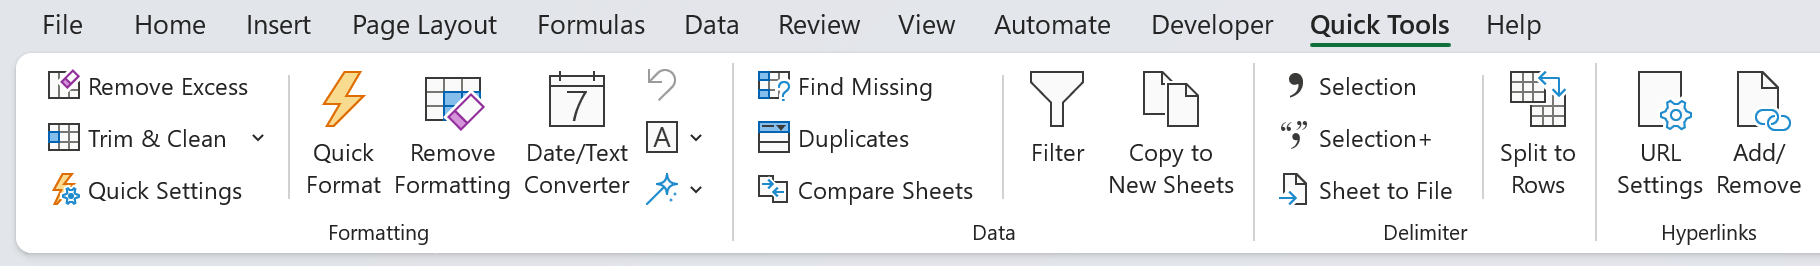 File Home Insert Page Layout Formulas Data Review View Automate Developer Quick Tools Help
Remove Excess
Trim & Clean
Quick Settings
Quick
Format
Remove
Formatting
7
Date/Text
Converter
A
Formatting
?
Find Missing
Duplicates
Compare Sheets
Filter
Copy to
New Sheets
Data
Selection
Selection+
Sheet to File
Split to
Rows
Delimiter
URL
Settings
Add/
Remove
Hyperlinks